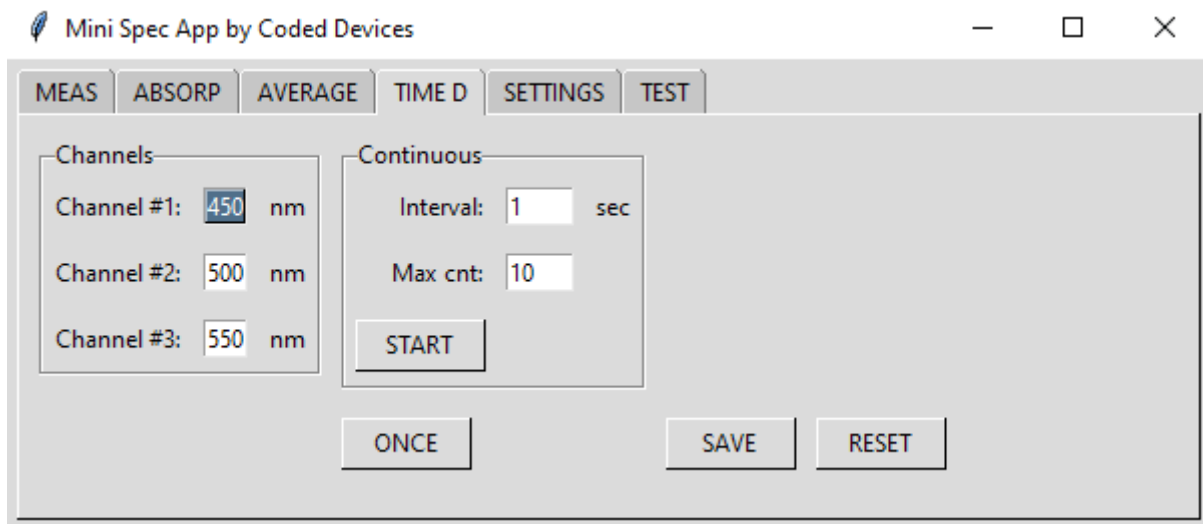 Mini Spec App by Coded Devices
MEAS ABSORP AVERAGE TIME D SETTINGS TEST
Channels
Channel #1: 450 nm
Channel #2: 500 nm
Channel #3: 550 nm
Continuous
Interval: 1 sec
Max cnt: 10
START
ONCE SAVE RESET